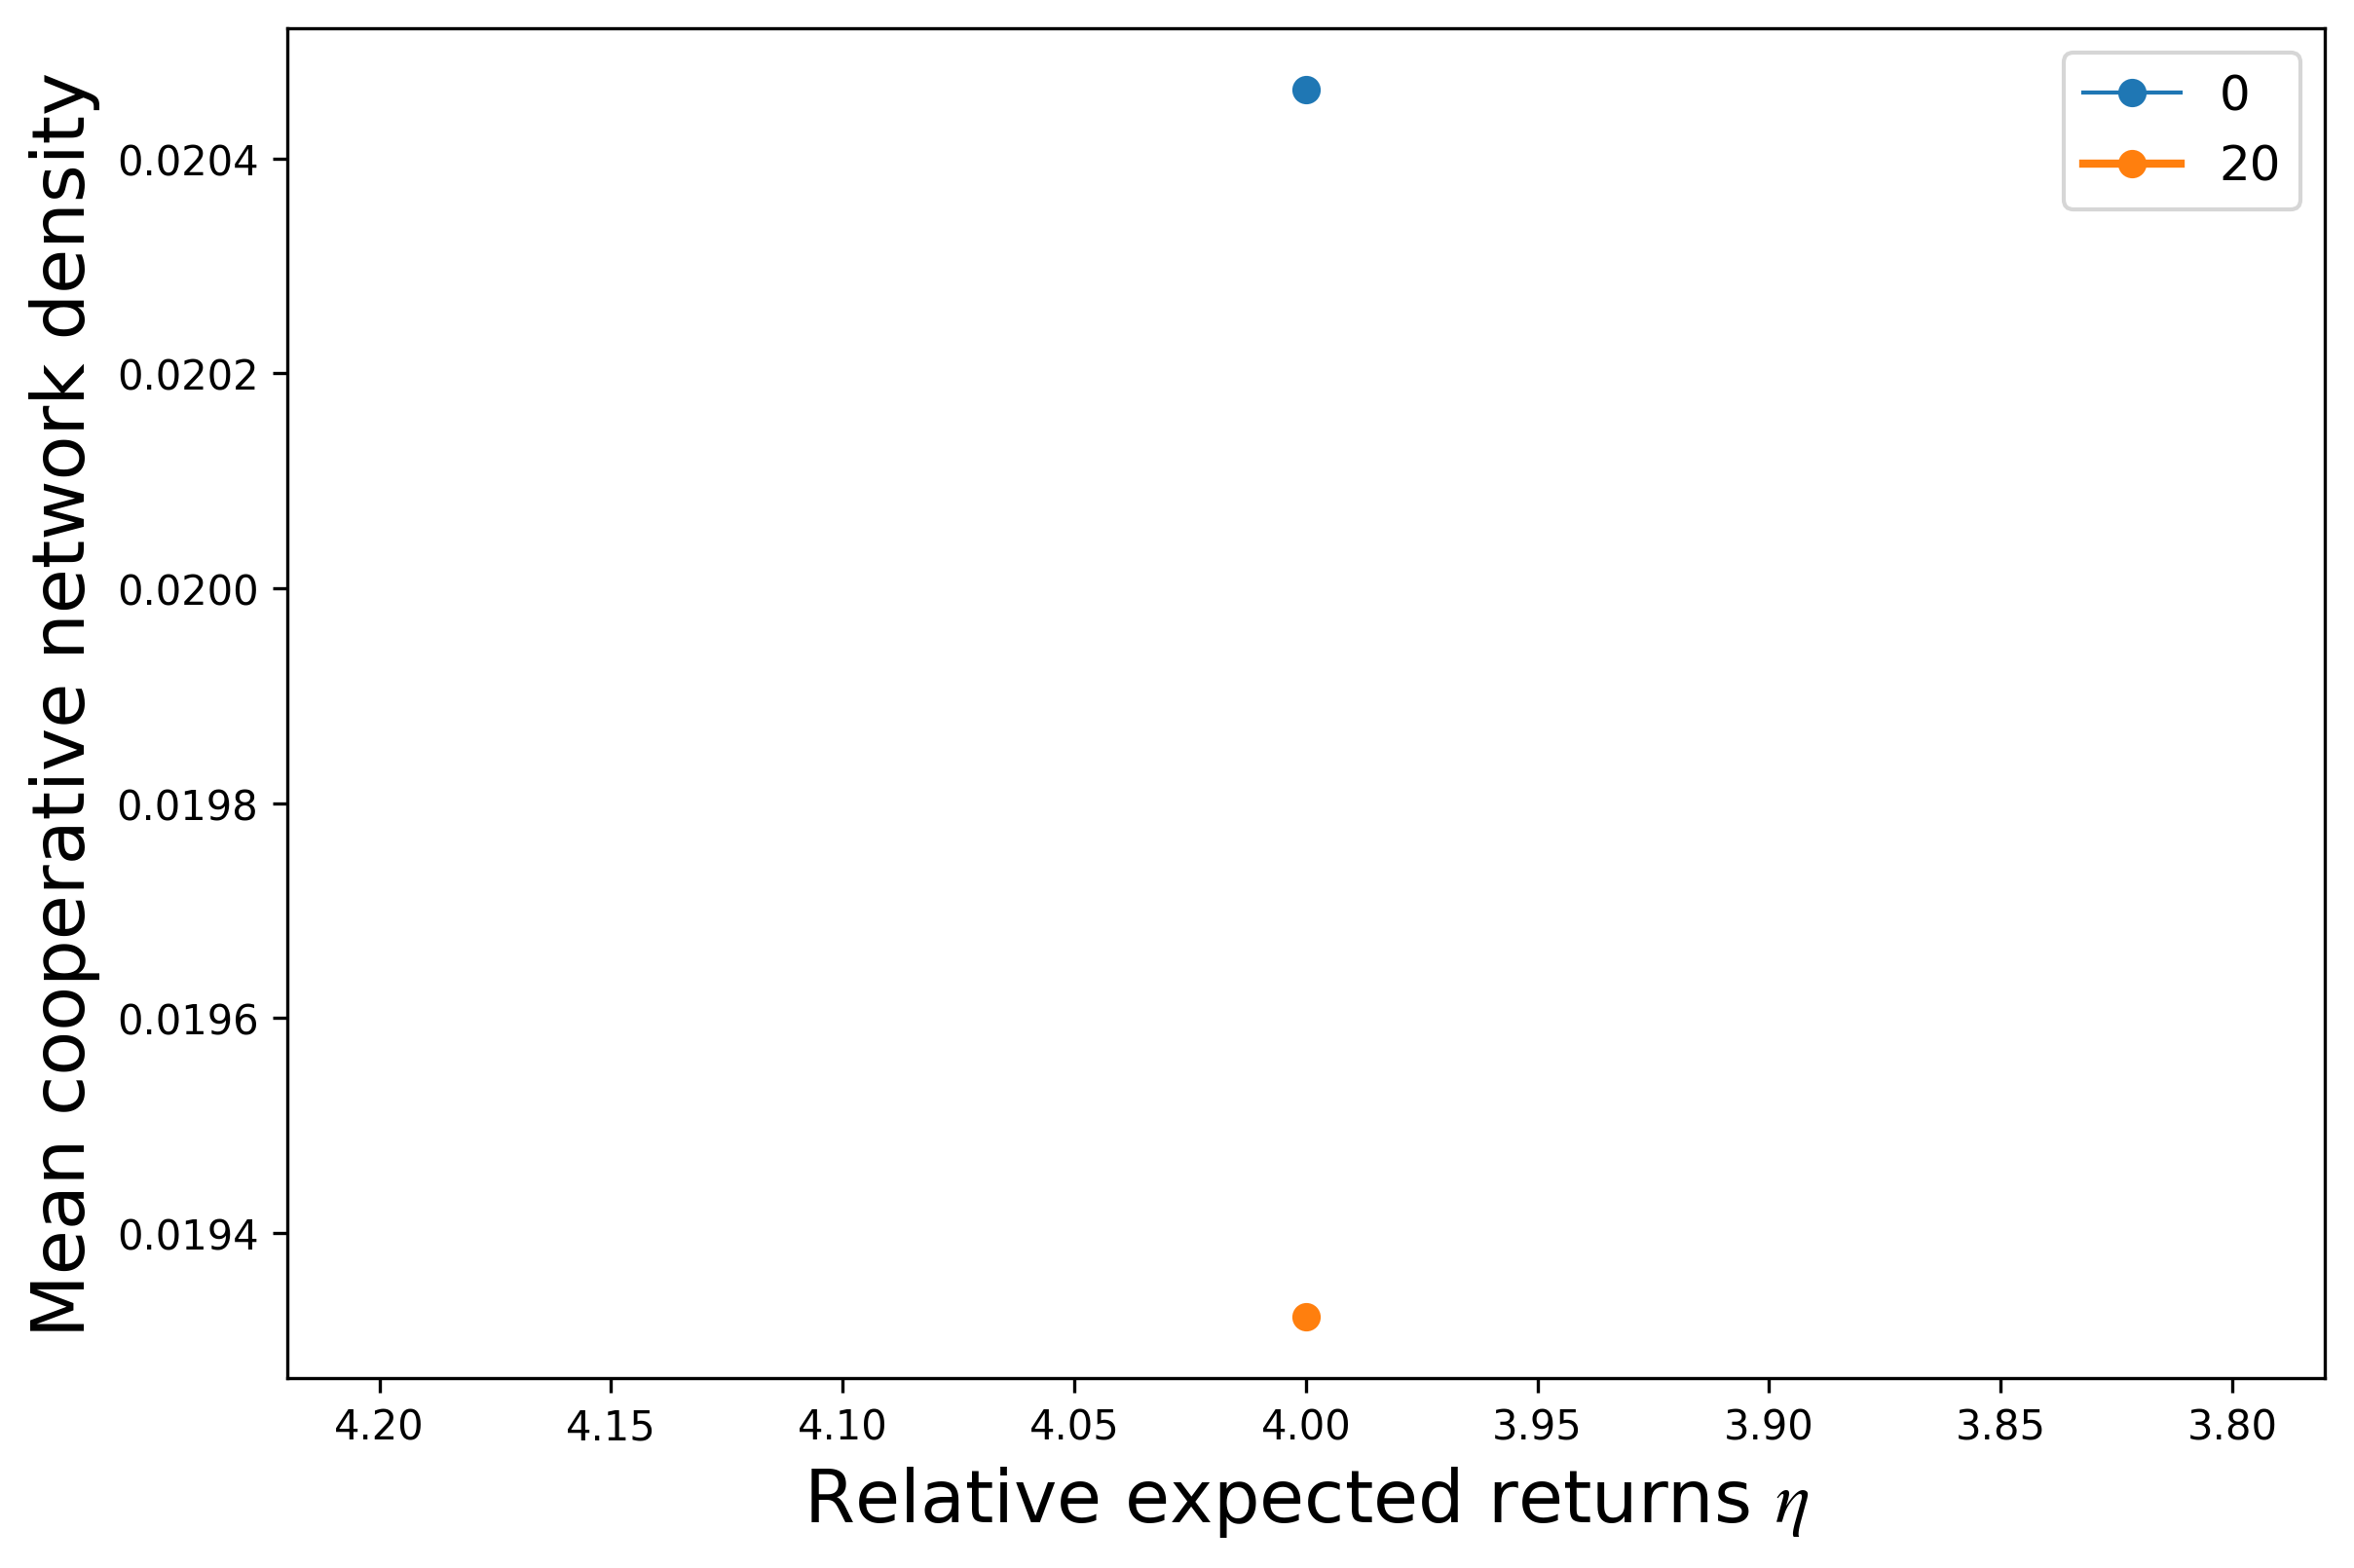 Mean cooperative network density
0.0204
0.0202
0.0200
0.0198
0.0196
0.0194
0
20
4.20 4.15 4.10 4.05 4.00 3.95 3.90 3.85 3.80
Relative expected returns η